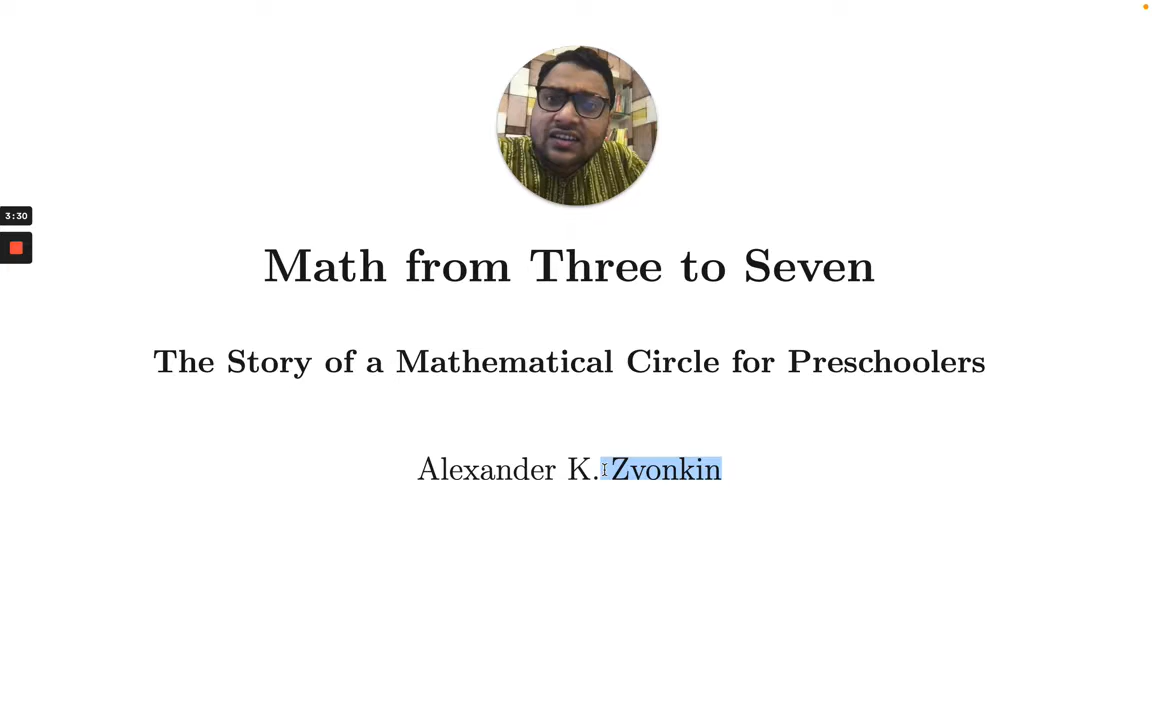 3:30
Math from Three to Seven
The Story of a Mathematical Circle for Preschoolers
Alexander K. Zvonkin